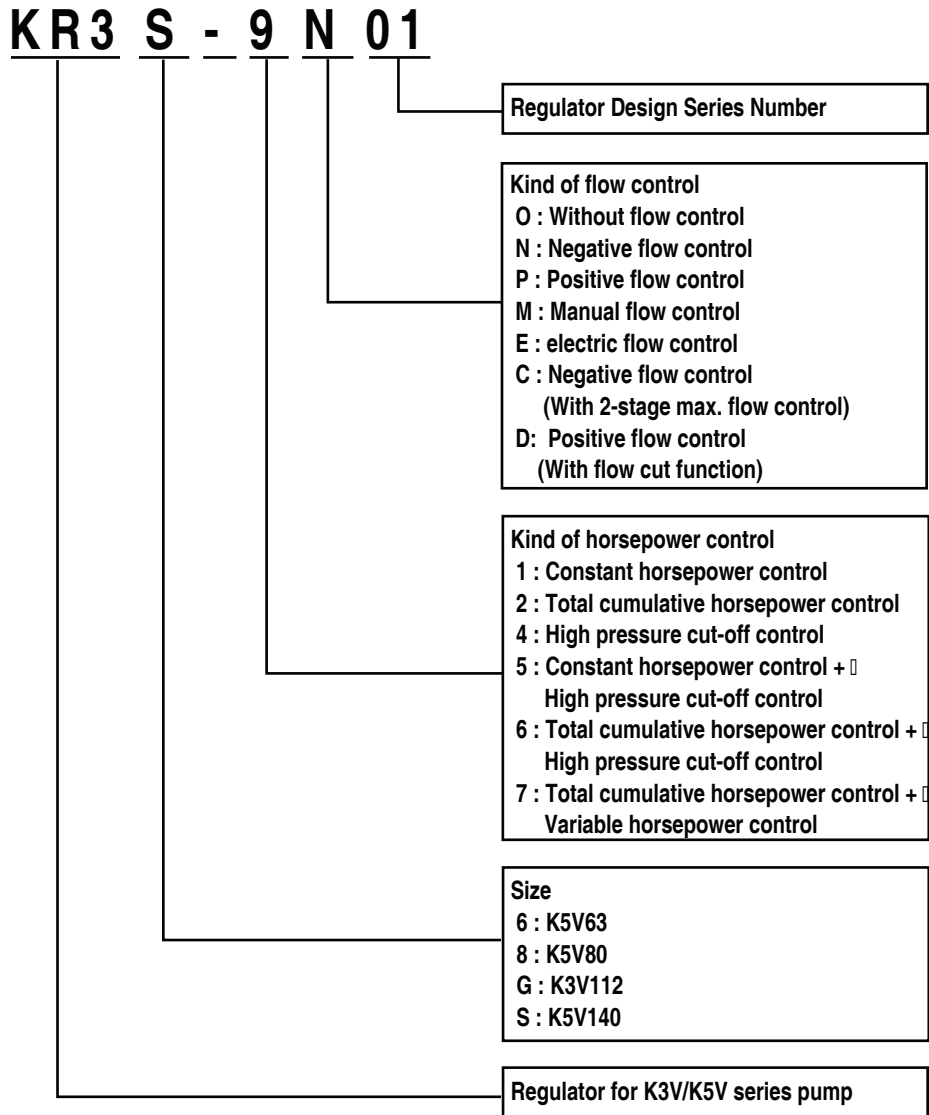 KR3 S - 9 N 01
Regulator Design Series Number
Kind of flow control
O : Without flow control
N : Negative flow control
P : Positive flow control
M : Manual flow control
E : electric flow control
C : Negative flow control
(With 2-stage max. flow control)
D: Positive flow control
(With flow cut function)
Kind of horsepower control
1 : Constant horsepower control
2 : Total cumulative horsepower control
4 : High pressure cut-off control
5 : Constant horsepower control + ▯
High pressure cut-off control
6 : Total cumulative horsepower control + ▯
High pressure cut-off control
7 : Total cumulative horsepower control + ▯
Variable horsepower control
Size
6 : K5V63
8 : K5V80
G : K3V112
S : K5V140
Regulator for K3V/K5V series pump